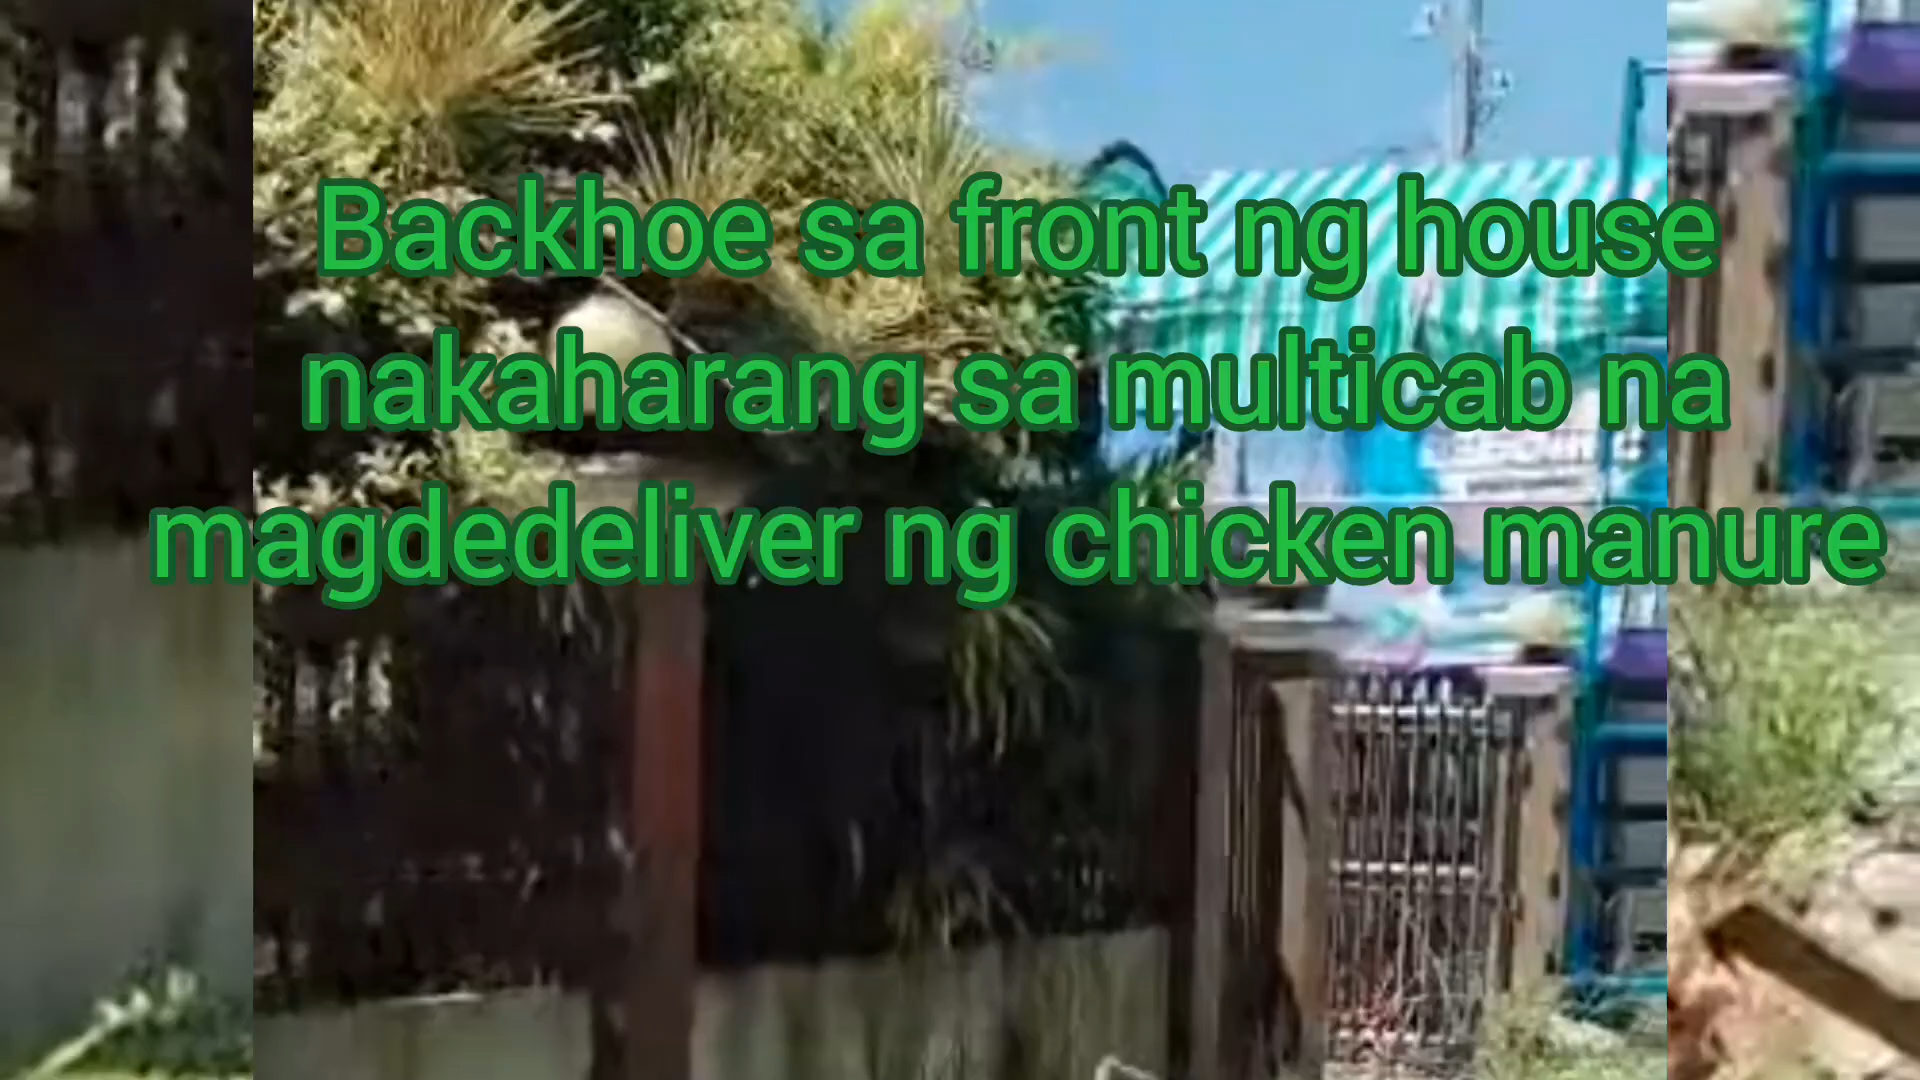 Backhoe sa front ng house
nakaharang sa multicab na
magdedeliver ng chicken manure